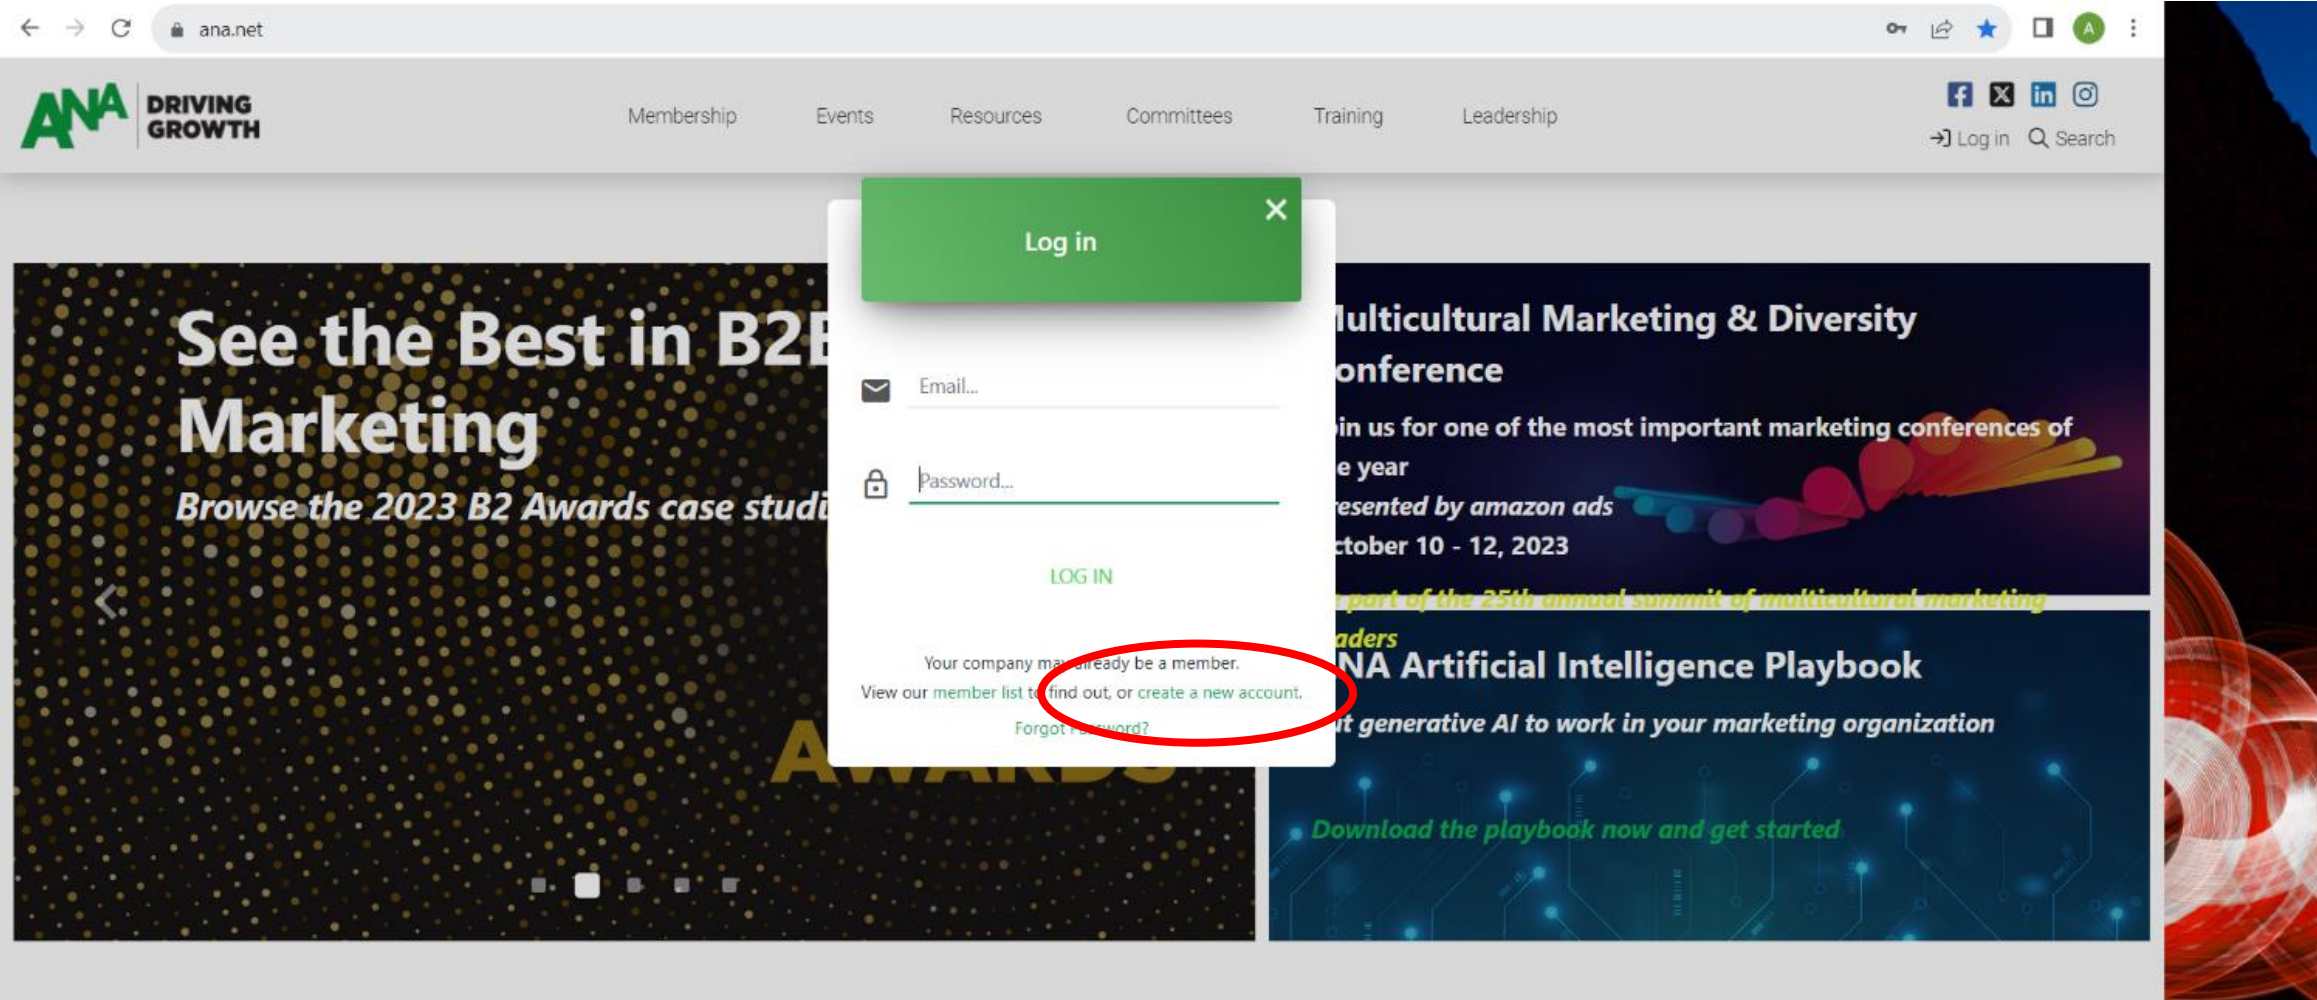 ana.net
A
ANA
DRIVING
GROWTH
Membership Events Resources Committees Training Leadership
Log in Search
Log in
See the Best in B2B
Marketing
Browse the 2023 B2 Awards case studi
AWARDS
Email...
Password...
LOG IN
Your company may already be a member.
View our member list to find out, or create a new account.
Forgot Password?
ulticultural Marketing & Diversity
onference
in us for one of the most important marketing conferences of
e year
esented by amazon ads
ctober 10 - 12, 2023
part of the 25th annual summit of multicultural marketing
aders
NA Artificial Intelligence Playbook
t generative AI to work in your marketing organization
Download the playbook now and get started